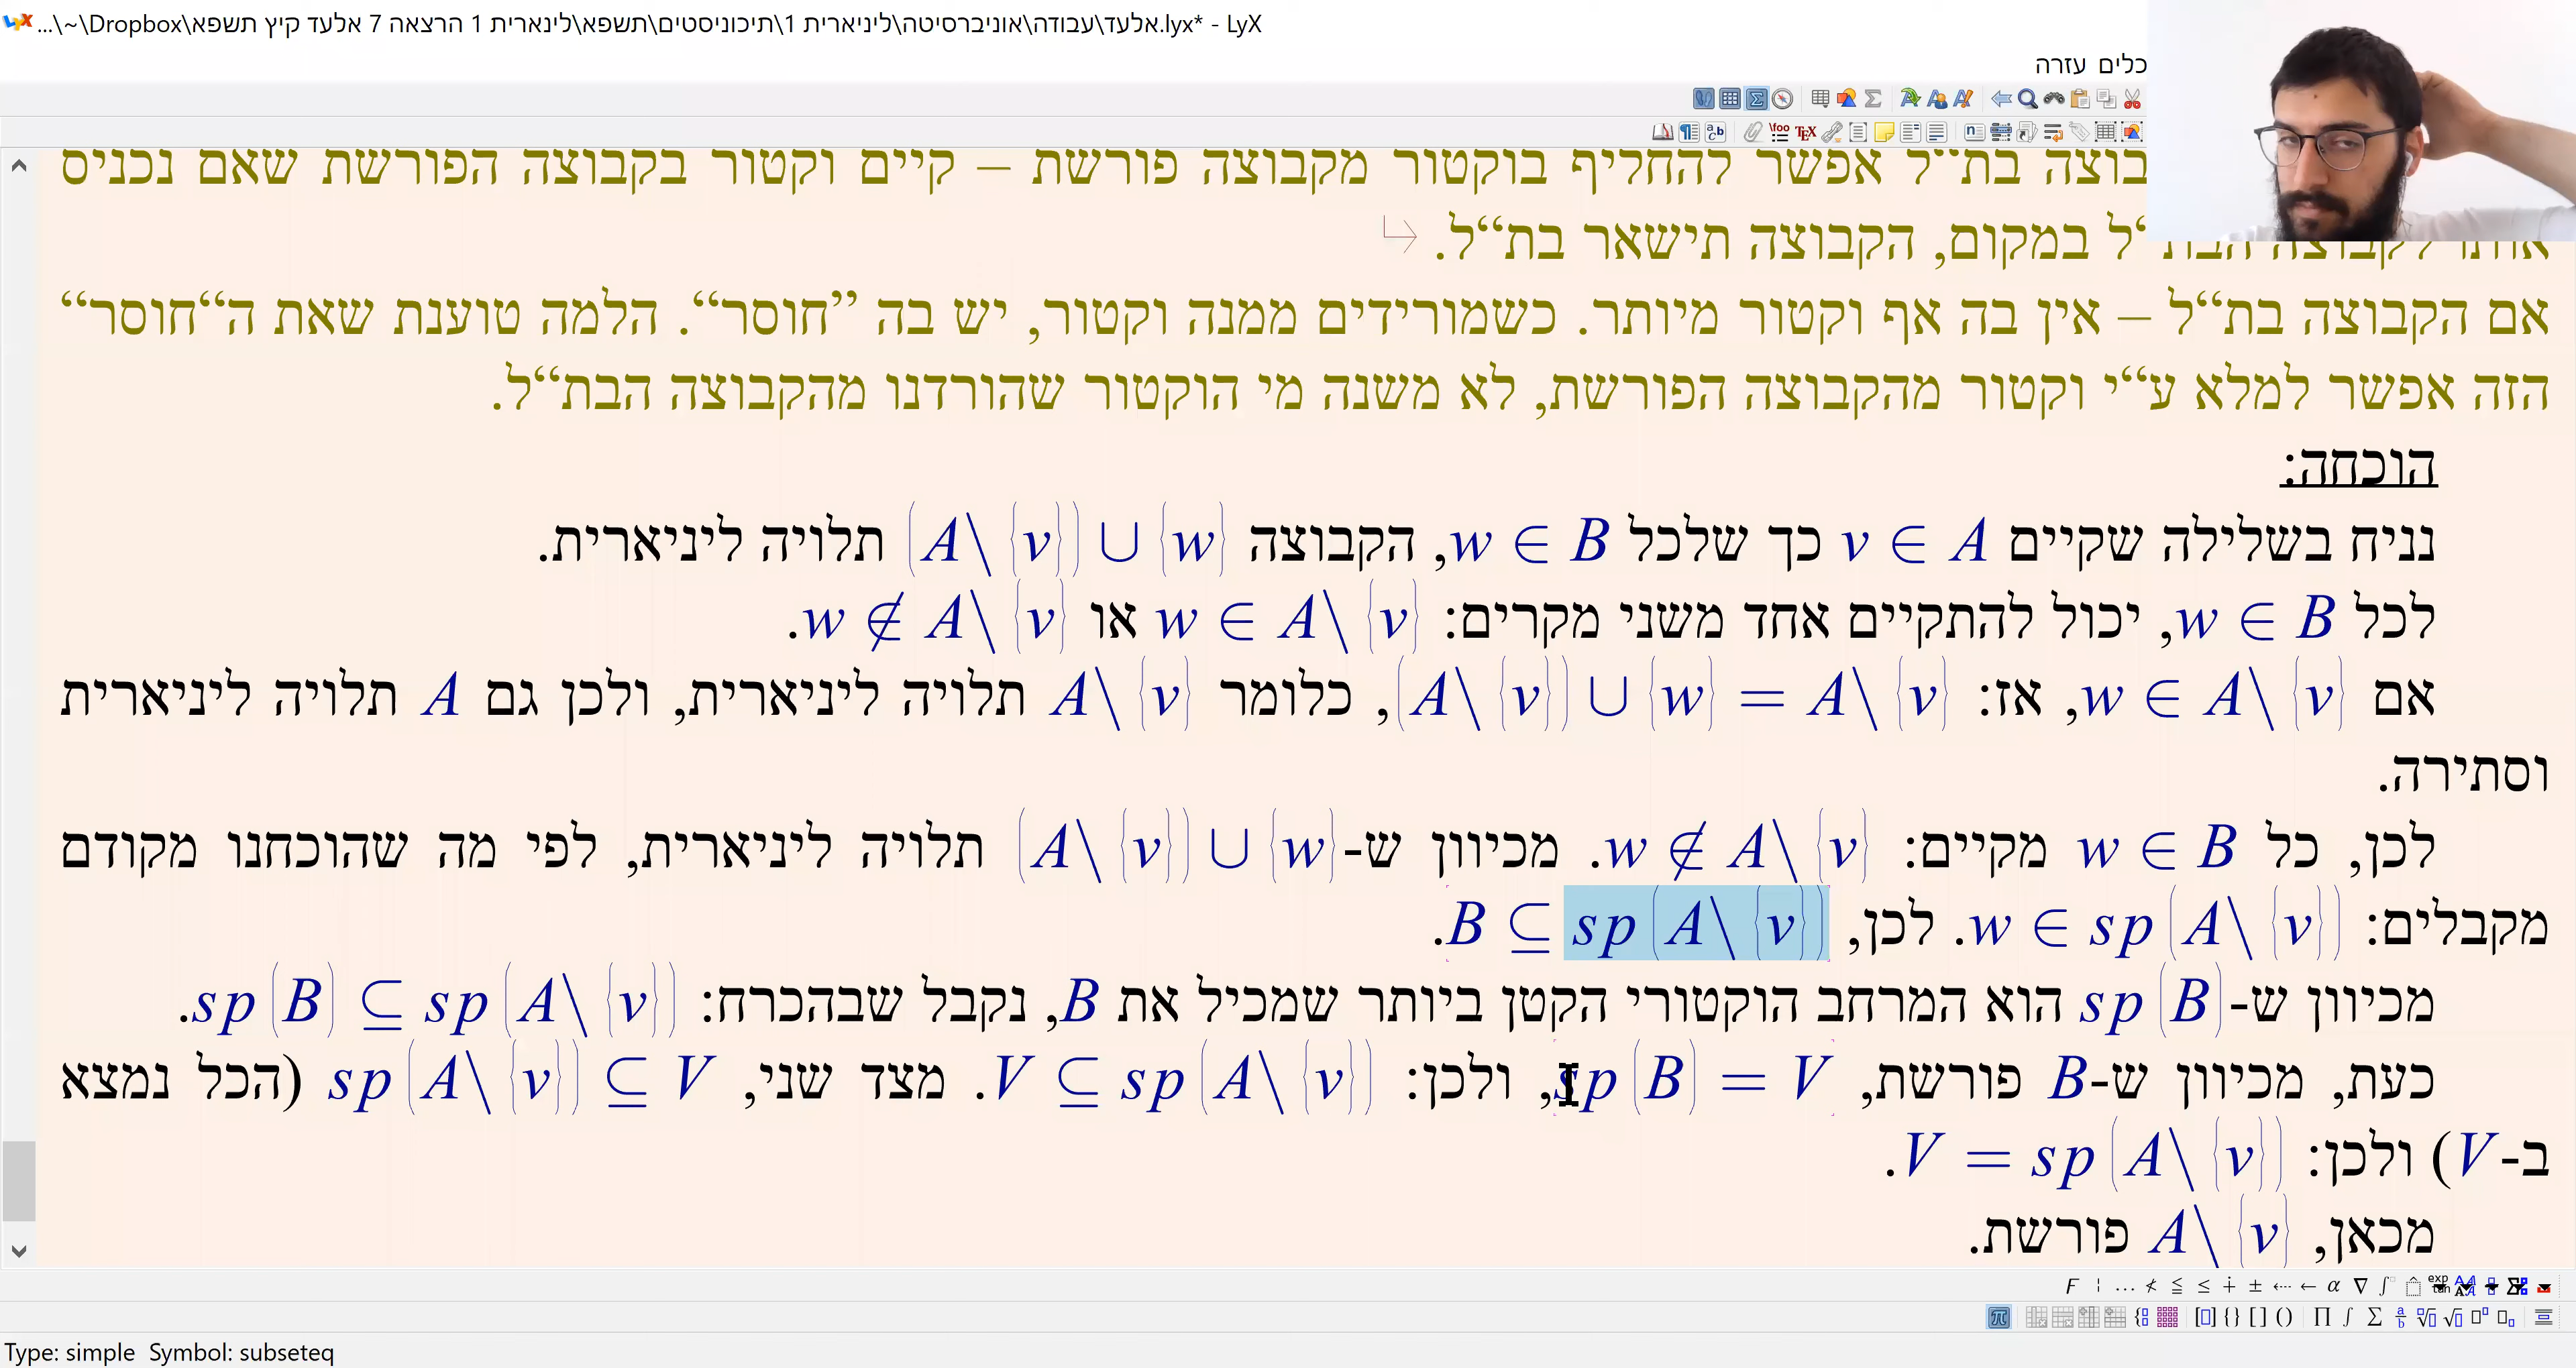 ...\~\Dropbox\אלעד\עבודה\אוניברסיטה\ליניארית 1\תיכוניסטים\תשפא\לינארית 1 הרצאה 7 אלעד קיץ תשפא.lyx* - LyX
כלים עזרה
בוצה בת״ל אפשר להחליף בוקטור מקבוצה פורשת – קיים וקטור בקבוצה הפורשת שאם נכניס
אותו לקבוצה הבת״ל במקום, הקבוצה תישאר בת״ל.
אם הקבוצה בת״ל – אין בה אף וקטור מיותר. כשמורידים ממנה וקטור, יש בה ”חוסר“. הלמה טוענת שאת ה“חוסר“
הזה אפשר למלא ע״י וקטור מהקבוצה הפורשת, לא משנה מי הוקטור שהורדנו מהקבוצה הבת״ל.
הוכחה:
נניח בשלילה שקיים v ∈ A כך שלכל w ∈ B, הקבוצה (A\ {v}) ∪ {w} תלויה ליניארית.
לכל w ∈ B, יכול להתקיים אחד משני מקרים: w ∈ A\ {v} או w ∉ A\ {v}.
אם w ∈ A\ {v}, אז: (A\ {v}) ∪ {w} = A\ {v}, כלומר A\ {v} תלויה ליניארית, ולכן גם A תלויה ליניארית
וסתירה.
לכן, כל w ∈ B מקיים: w ∉ A\ {v}. מכיוון ש-(A\ {v}) ∪ {w} תלויה ליניארית, לפי מה שהוכחנו מקודם
מקבלים: w ∈ sp (A\ {v}). לכן, B ⊆ sp (A\ {v}).
מכיוון ש-sp (B) הוא המרחב הוקטורי הקטן ביותר שמכיל את B, נקבל שבהכרח: sp (B) ⊆ sp (A\ {v}).
כעת, מכיוון ש-B פורשת, sp (B) = V, ולכן: V ⊆ sp (A\ {v}). מצד שני, sp (A\ {v}) ⊆ V (הכל נמצא
ב-V) ולכן: V = sp (A\ {v}).
מכאן, A\ {v} פורשת.
Type: simple Symbol: subseteq